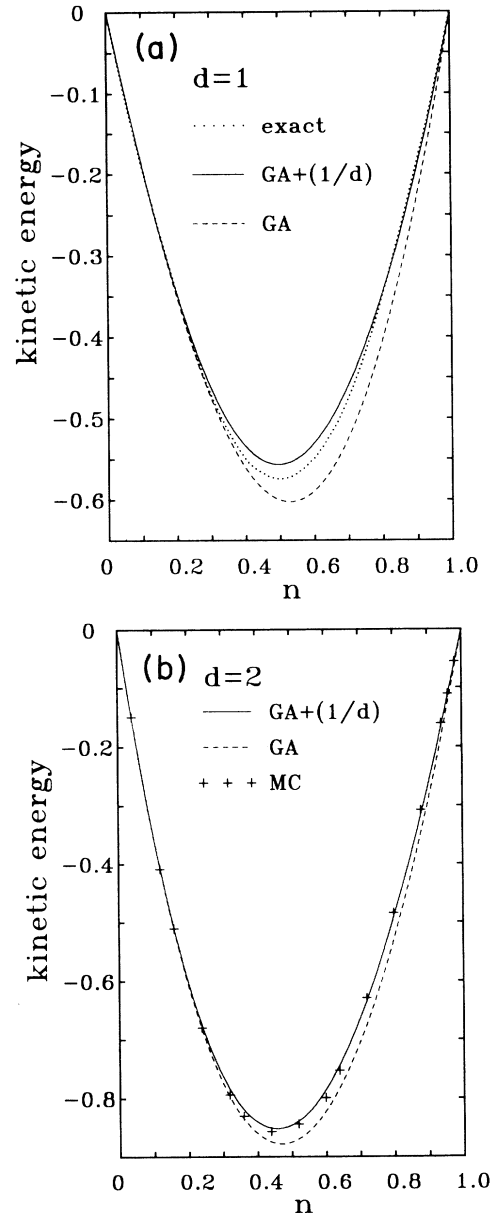 (a)
d=1
exact
GA+(1/d)
GA
kinetic energy
0
−0.1
−0.2
−0.3
−0.4
−0.5
−0.6
0 0.2 0.4 0.6 0.8 1.0
n
(b)
d=2
GA+(1/d)
GA
+ + + MC
kinetic energy
0
−0.2
−0.4
−0.6
−0.8
0 0.2 0.4 0.6 0.8 1.0
n